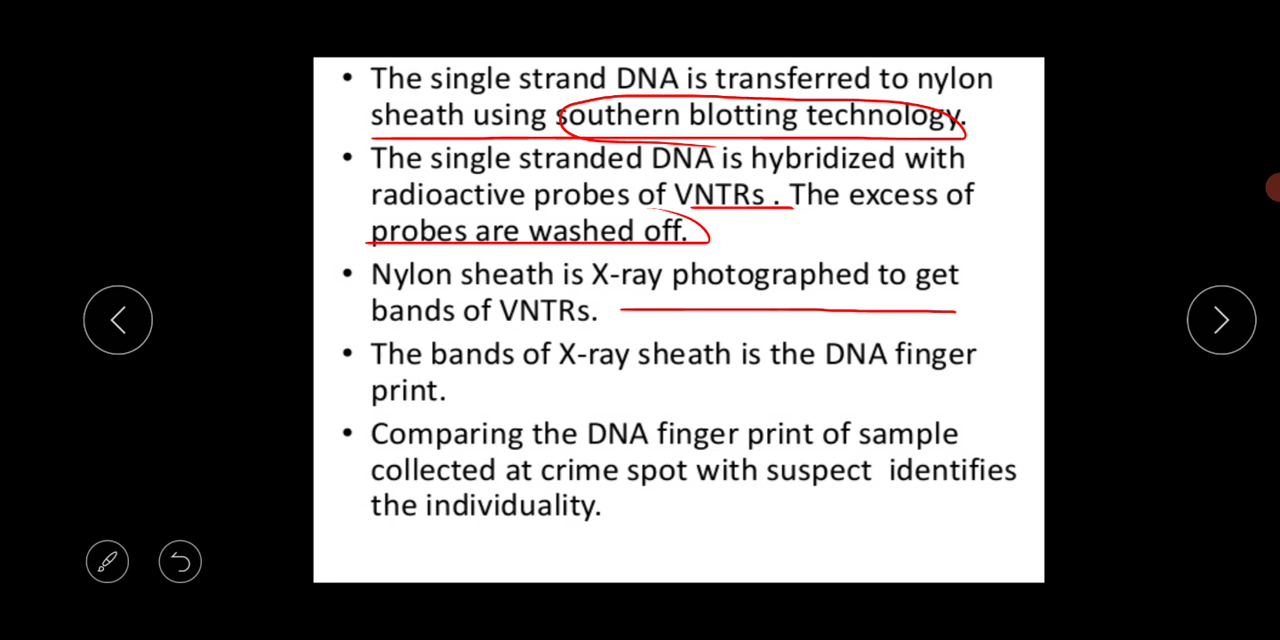 • The single strand DNA is transferred to nylon
sheath using southern blotting technology.
• The single stranded DNA is hybridized with
radioactive probes of VNTRs . The excess of
probes are washed off.
• Nylon sheath is X-ray photographed to get
bands of VNTRs.
• The bands of X-ray sheath is the DNA finger
print.
• Comparing the DNA finger print of sample
collected at crime spot with suspect identifies
the individuality.